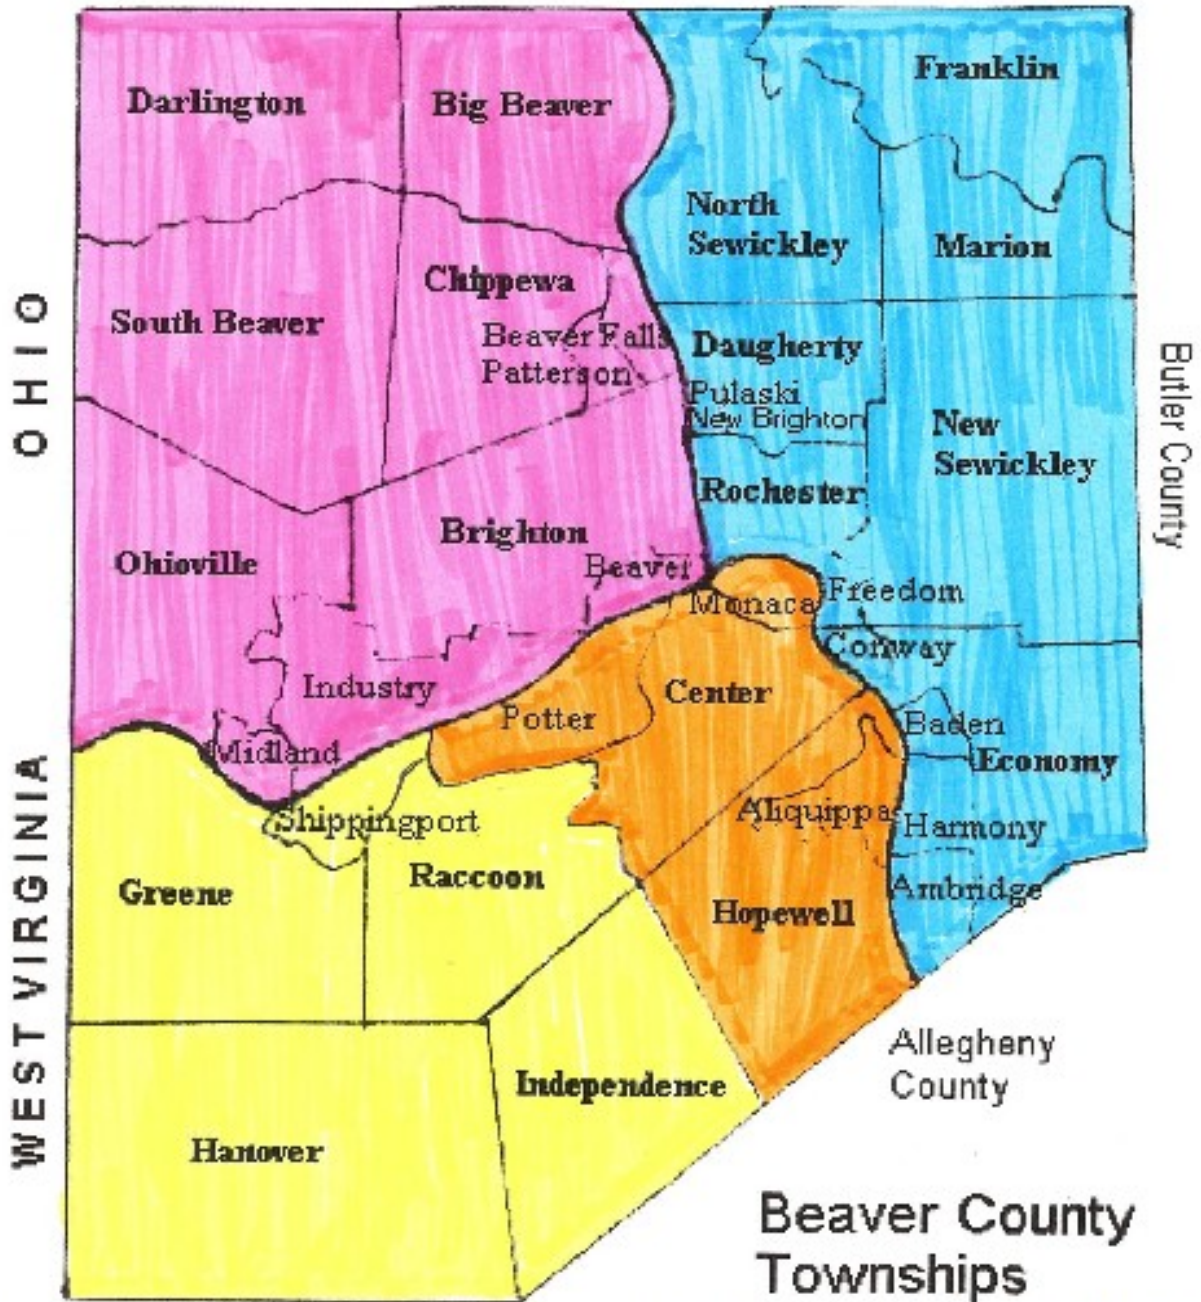 Darlington
Big Beaver
Franklin
North
Sewickley
Marion
Chippewa
South Beaver
Beaver Falls
Patterson
Daugherty
Pulaski
New Brighton
New
Sewickley
Rochester
Brighton
Ohioville
Beaver
Monaca
Freedom
Conway
Industry
Center
Potter
Baden
Midland
Economy
Aliquippa
Harmony
Shippingport
Raccoon
Greene
Ambridge
Hopewell
Independence
Hanover
OHIO
WEST VIRGINIA
Butler County
Allegheny
County
Beaver County
Townships